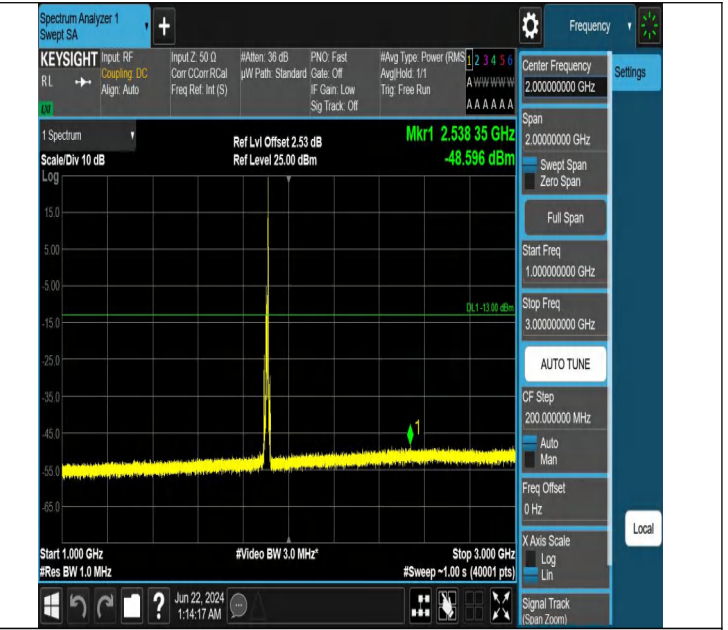 Spectrum Analyzer 1
Swept SA
Frequency
KEYSIGHT
RL
LXI
Input: RF
Coupling: DC
Align: Auto
Input Z: 50 Ω
Corr CCorr RCal
Freq Ref: Int (S)
#Atten: 36 dB
µW Path: Standard
PNO: Fast
Gate: Off
IF Gain: Low
Sig Track: Off
#Avg Type: Power (RMS
Avg|Hold: 1/1
Trig: Free Run
1 2 3 4 5 6
A W W W W W
A A A A A A
1 Spectrum
Scale/Div 10 dB
Log
Ref Lvl Offset 2.53 dB
Ref Level 25.00 dBm
Mkr1 2.538 35 GHz
-48.596 dBm
15.0
5.00
-5.00
-15.0
-25.0
-35.0
-45.0
-55.0
-65.0
DL1 -13.00 dBm
1
Start 1.000 GHz
#Res BW 1.0 MHz
#Video BW 3.0 MHz*
Stop 3.000 GHz
#Sweep ~1.00 s (40001 pts)
?
Jun 22, 2024
1:14:17 AM
Center Frequency
2.000000000 GHz
Settings
Span
2.00000000 GHz
Swept Span
Zero Span
Full Span
Start Freq
1.000000000 GHz
Stop Freq
3.000000000 GHz
AUTO TUNE
CF Step
200.000000 MHz
Auto
Man
Freq Offset
0 Hz
X Axis Scale
Log
Lin
Local
Signal Track
(Span Zoom)